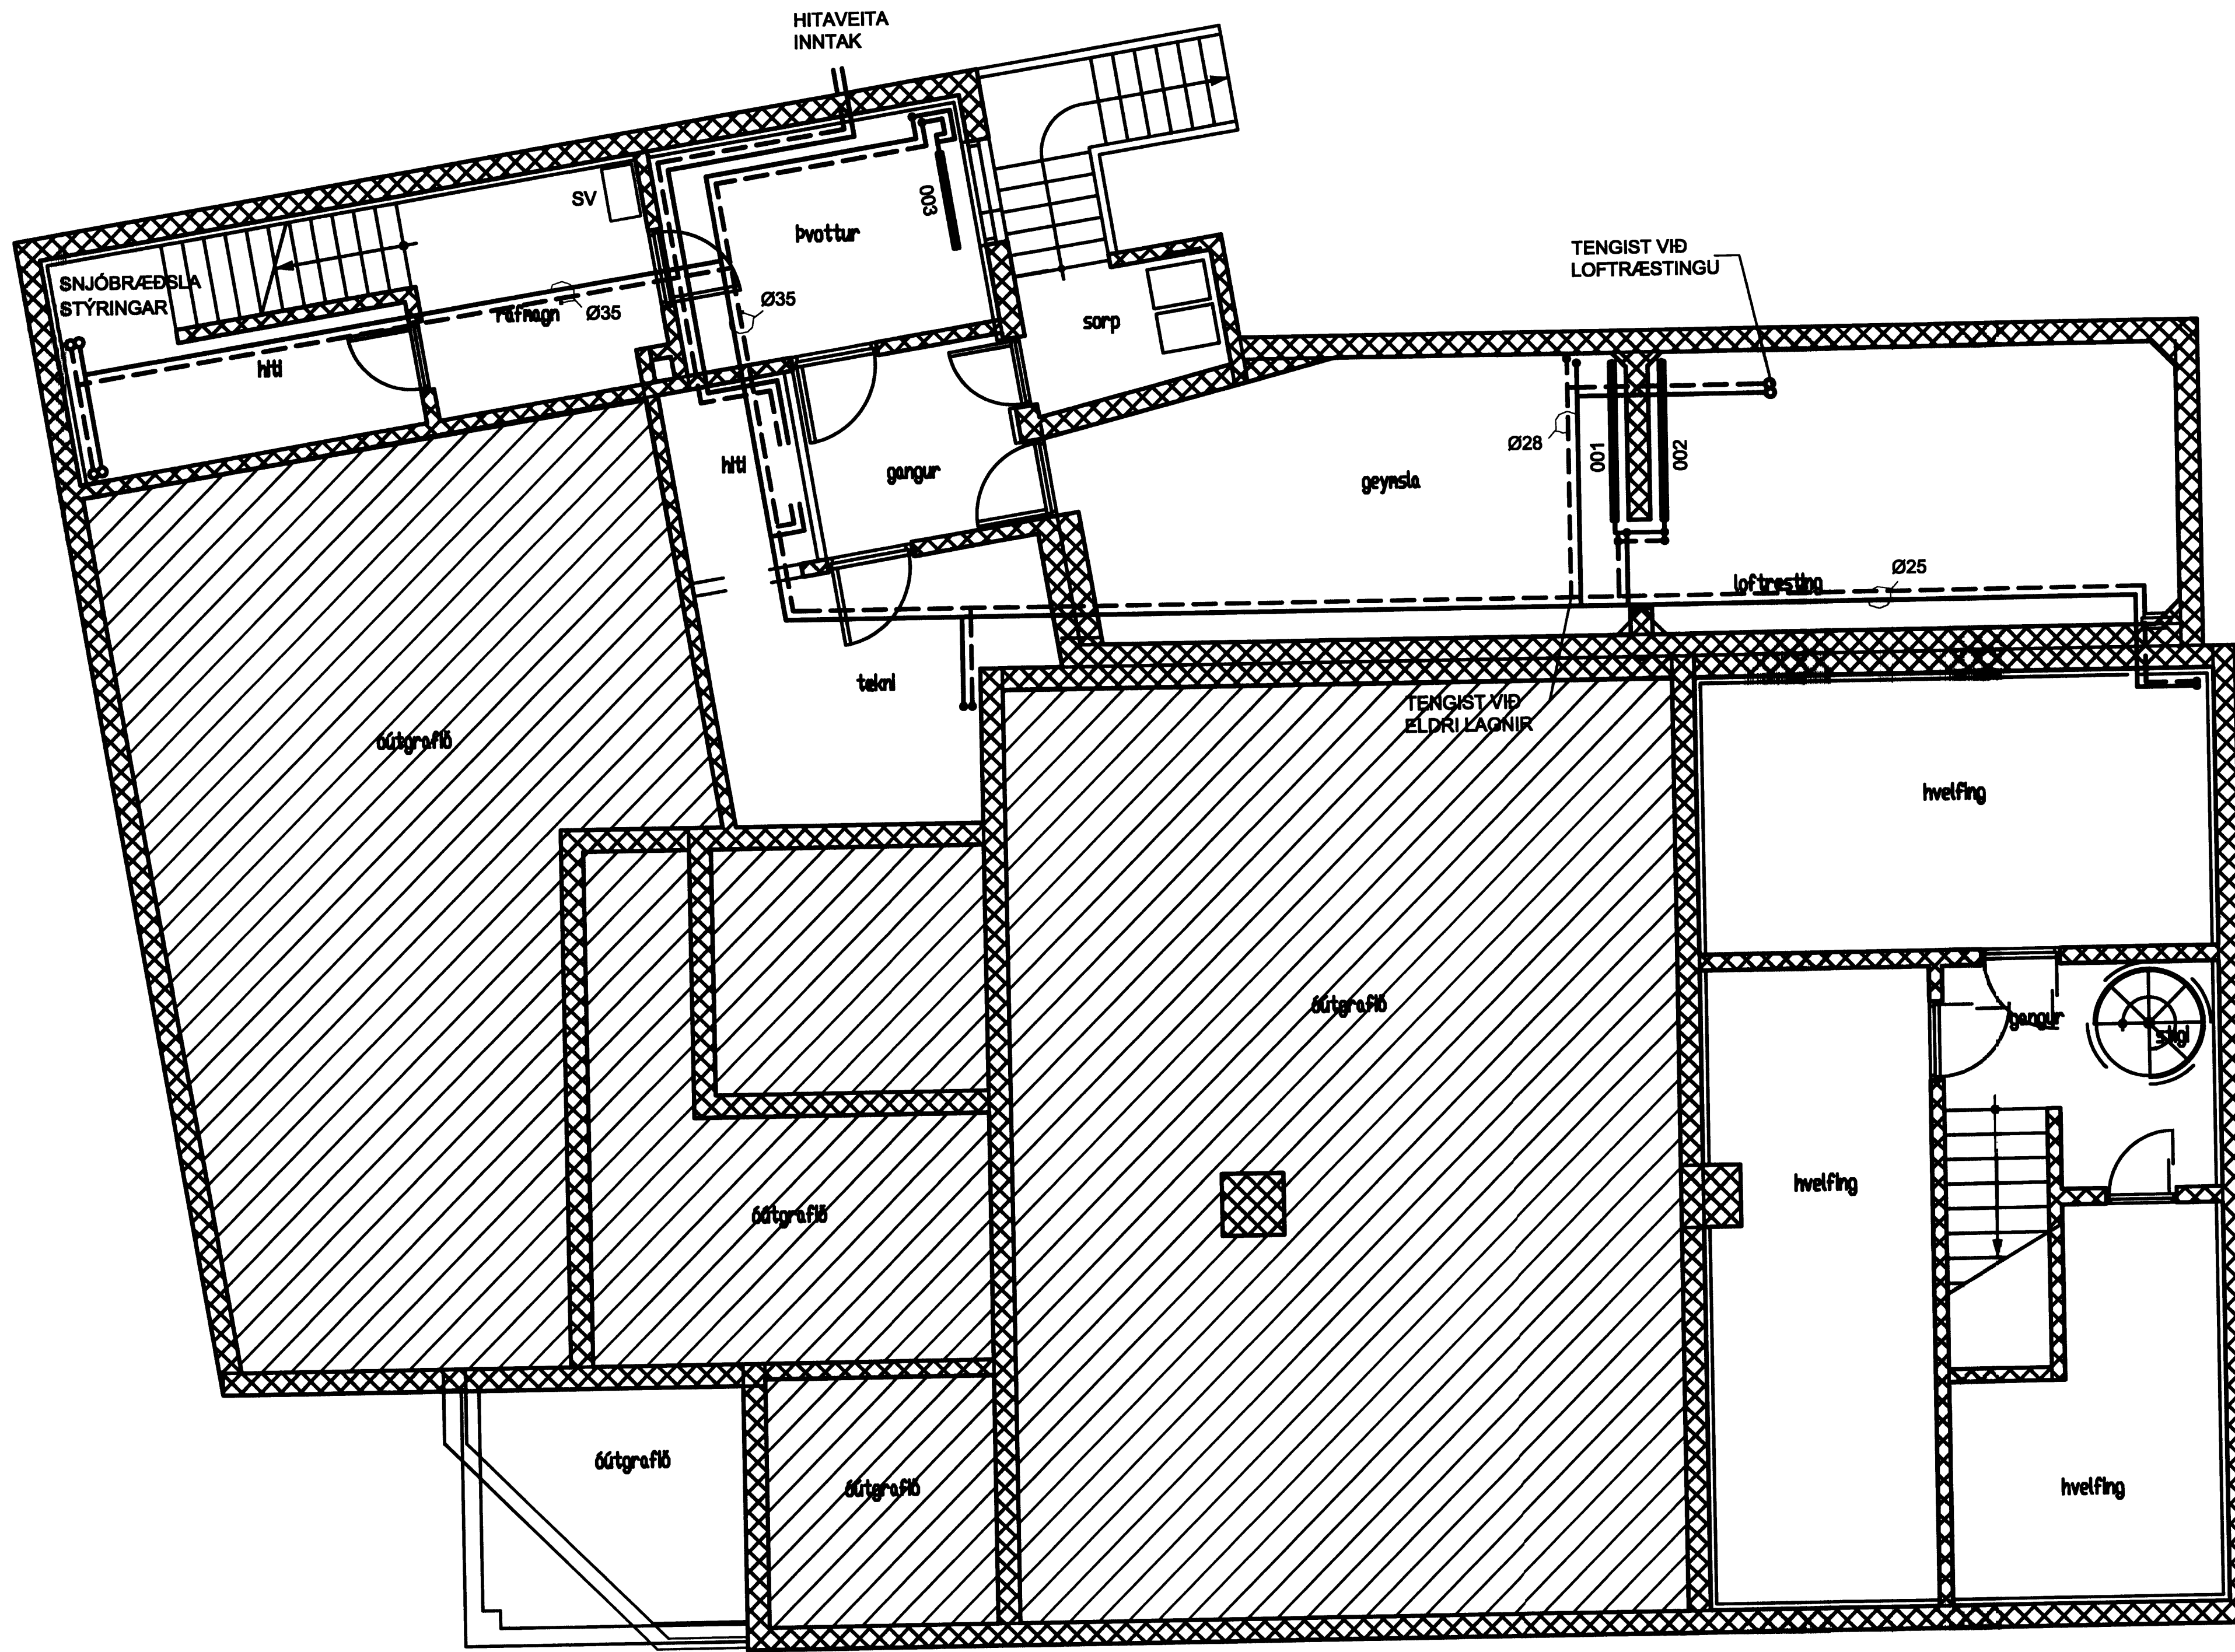 HITAVEITA
INNTAK
SV
003
þvottur
SNJÓBRÆÐSLA
STÝRINGAR
rafmagn
Ø35
Ø35
sorp
TENGIST VIÐ
LOFTRÆSTINGU
hiti
hiti
gangur
geymsla
Ø28
001
002
loftræsting
Ø25
tækni
TENGIST VIÐ
ELDRI LAGNIR
óútgrafið
hvelfing
óútgrafið
gangur
stigi
óútgrafið
hvelfing
óútgrafið
óútgrafið
hvelfing